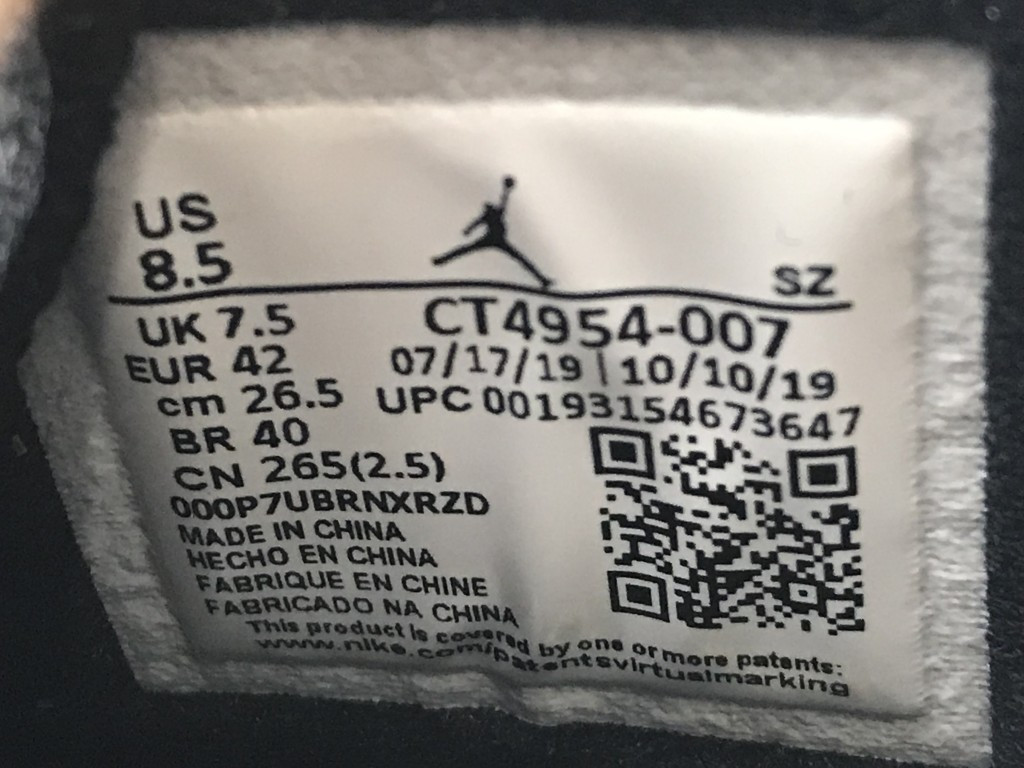 US
8.5
SZ
UK 7.5
CT4954-007
EUR 42
07/17/19 | 10/10/19
cm 26.5
UPC 00193154673647
BR 40
CN 265(2.5)
000P7UBRNXRZD
MADE IN CHINA
HECHO EN CHINA
FABRIQUE EN CHINE
FABRICADO NA CHINA
This product is covered by one or more patents:
www.nike.com/patentsvirtualmarking